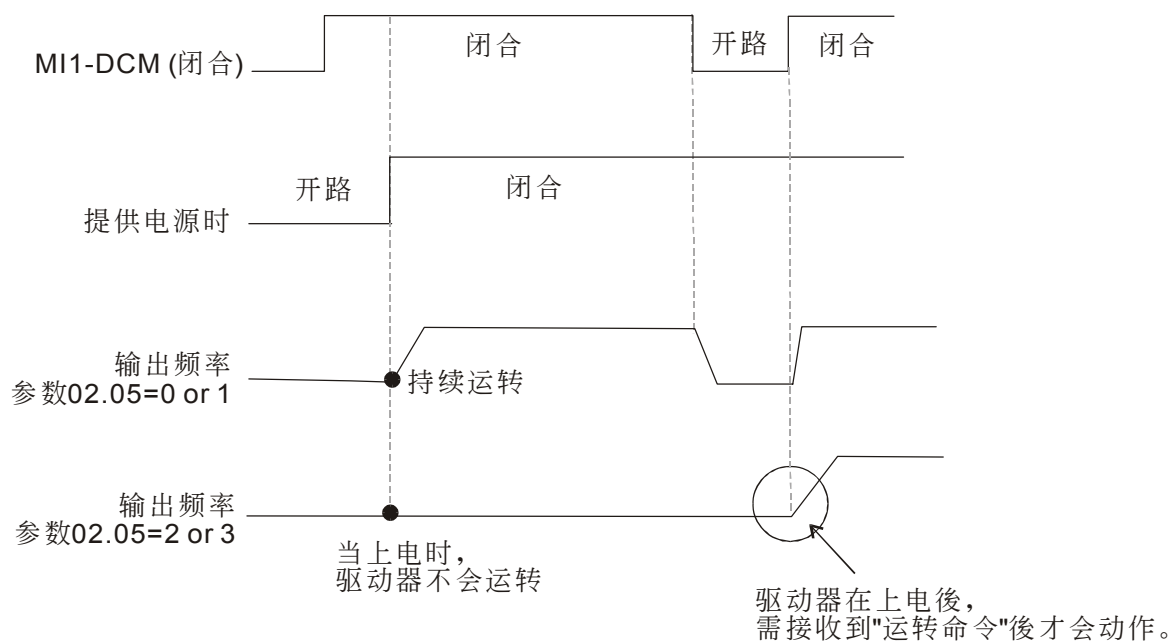 MI1-DCM (闭合)
闭合
开路
闭合
提供电源时
开路
闭合
输出频率
参数02.05=0 or 1
持续运转
输出频率
参数02.05=2 or 3
当上电时，
驱动器不会运转
驱动器在上电後，
需接收到"运转命令"後才会动作。